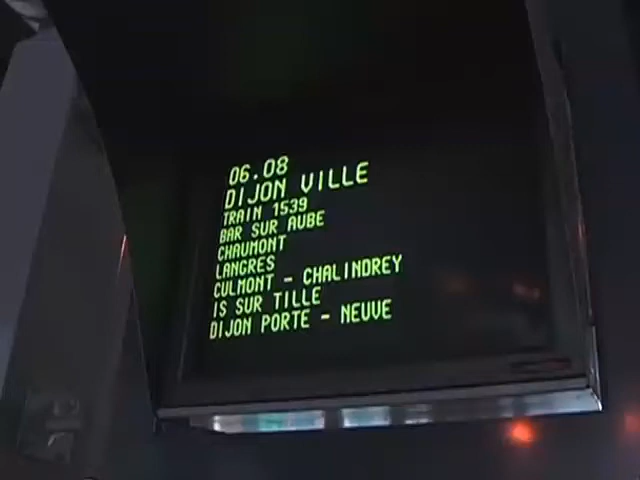 06.08
DIJON VILLE
TRAIN 1539
BAR SUR AUBE
CHAUMONT
LANGRES
CULMONT - CHALINDREY
IS SUR TILLE
DIJON PORTE - NEUVE